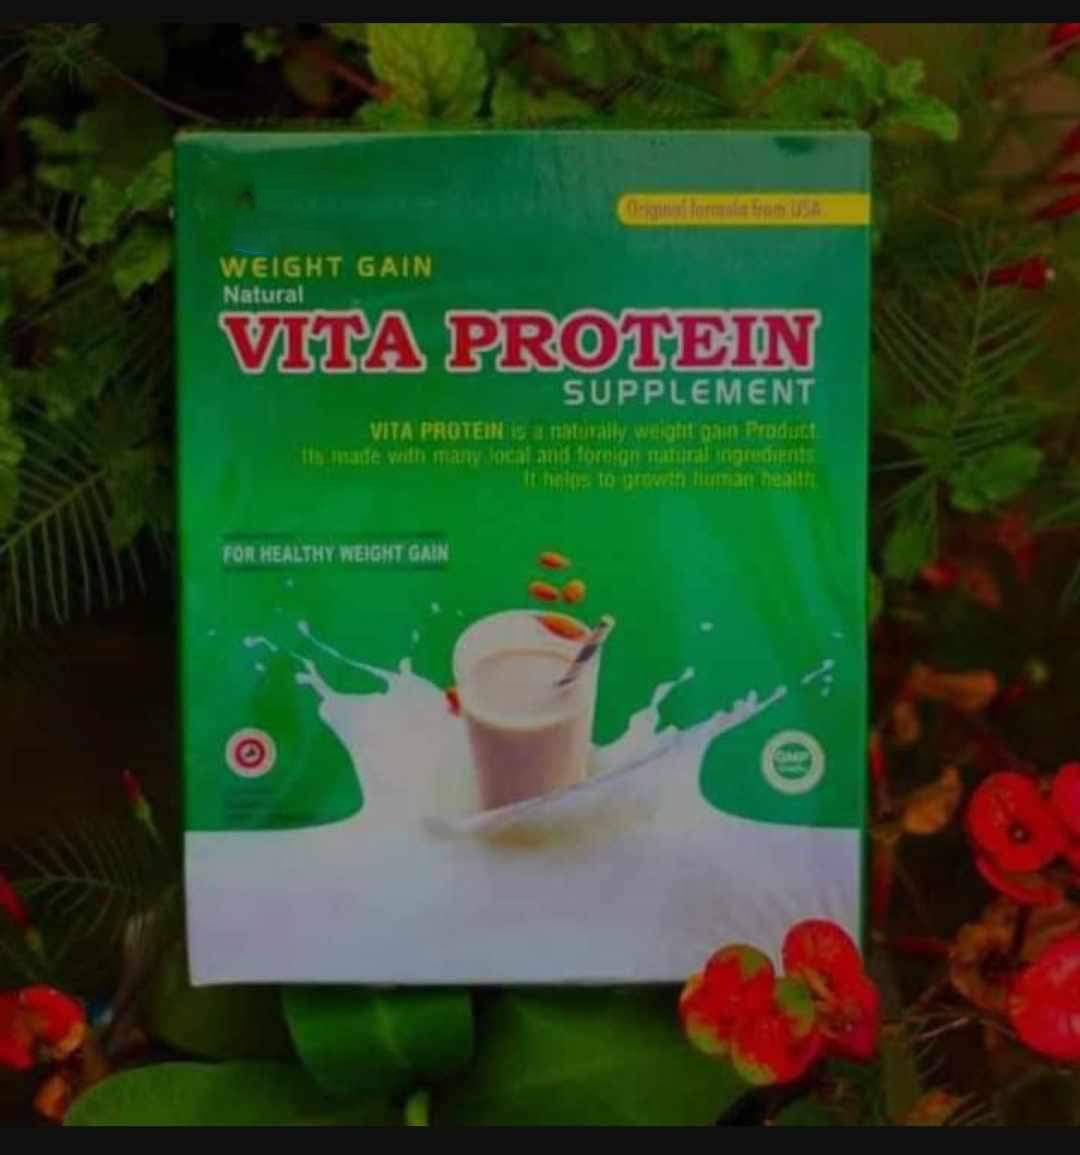 Original formula from USA
WEIGHT GAIN
Natural
VITA PROTEIN
SUPPLEMENT
VITA PROTEIN is a naturally weight gain Product.
Its made with many local and foreign natural ingredients.
It helps to growth human health.
FOR HEALTHY WEIGHT GAIN
GMP